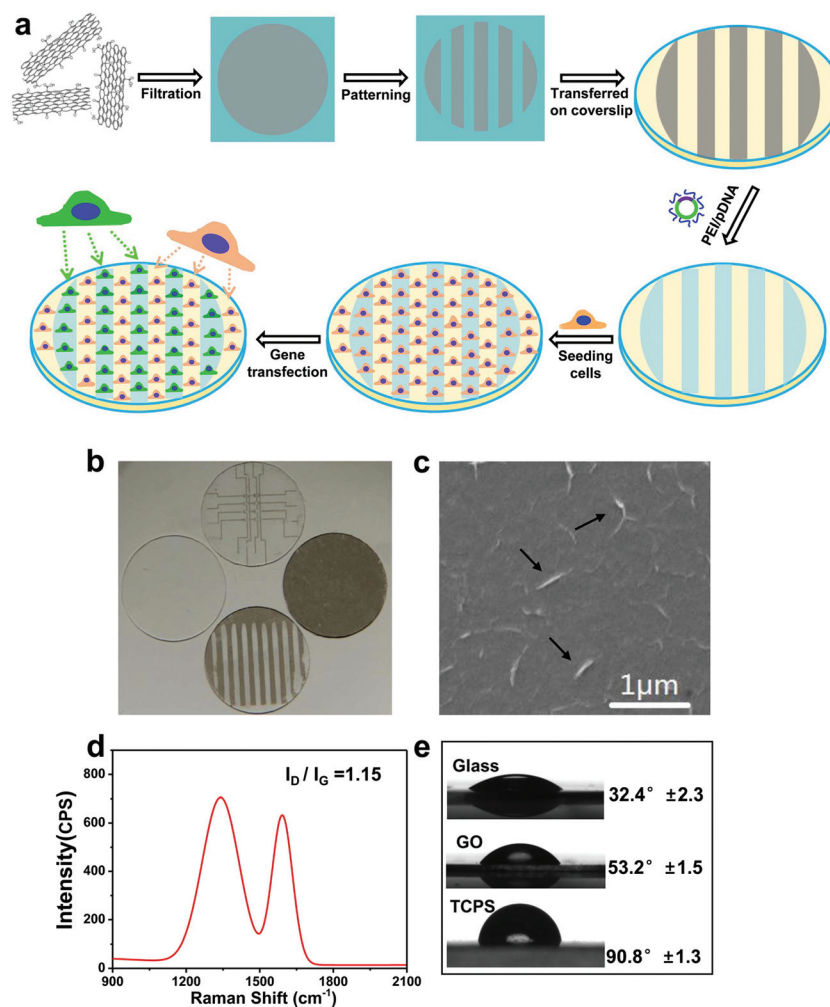 a
Filtration
Patterning
Transferred
on coverslip
PEI/pDNA
Seeding
cells
Gene
transfection
b
c
1μm
d
I_D / I_G =1.15
Intensity(CPS)
800
600
400
200
0
900
1200
1500
1800
2100
Raman Shift (cm⁻¹)
e
Glass
32.4° ±2.3
GO
53.2° ±1.5
TCPS
90.8° ±1.3